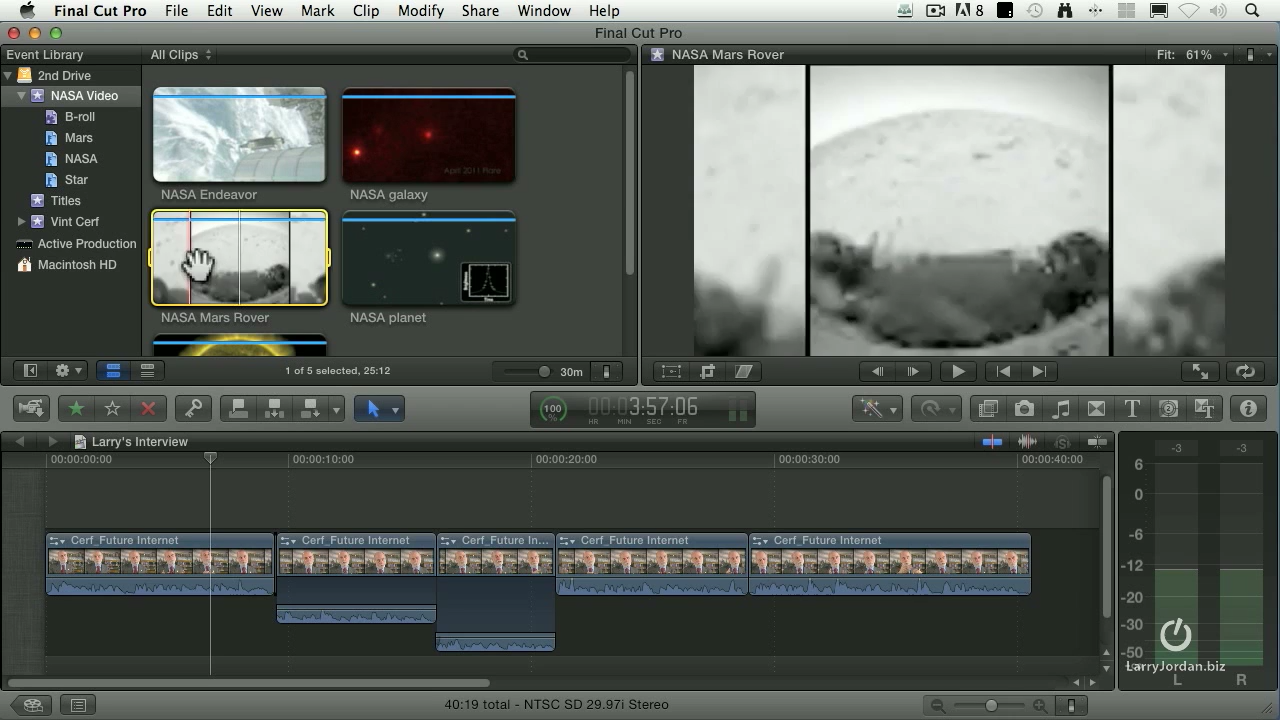 Final Cut Pro File Edit View Mark Clip Modify Share Window Help 8
Final Cut Pro
Event Library All Clips NASA Mars Rover Fit: 61%
2nd Drive
NASA Video
B-roll
Mars
NASA
Star
Titles
Vint Cerf
Active Production
Macintosh HD
April 2011 Flare
NASA Endeavor NASA galaxy
NASA Mars Rover NASA planet
1 of 5 selected, 25:12 30m
100 % 00:03:57:06
HR MIN SEC FR
Larry's Interview
00:00:00:00 00:00:10:00 00:00:20:00 00:00:30:00 00:00:40:00
Cerf_Future Internet Cerf_Future Internet Cerf_Future In... Cerf_Future Internet Cerf_Future Internet
-3 -3
6
0
-6
-12
-20
-30
-50
LarryJordan.biz
L R
40:19 total - NTSC SD 29.97i Stereo